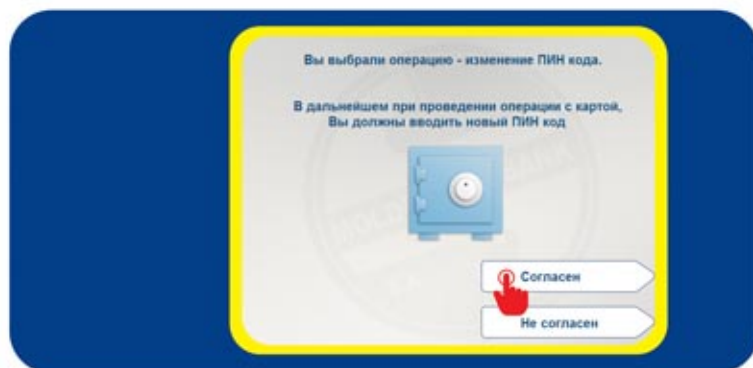 Вы выбрали операцию - изменение ПИН кода.
В дальнейшем при проведении операции с картой,
Вы должны вводить новый ПИН код
Согласен
Не согласен